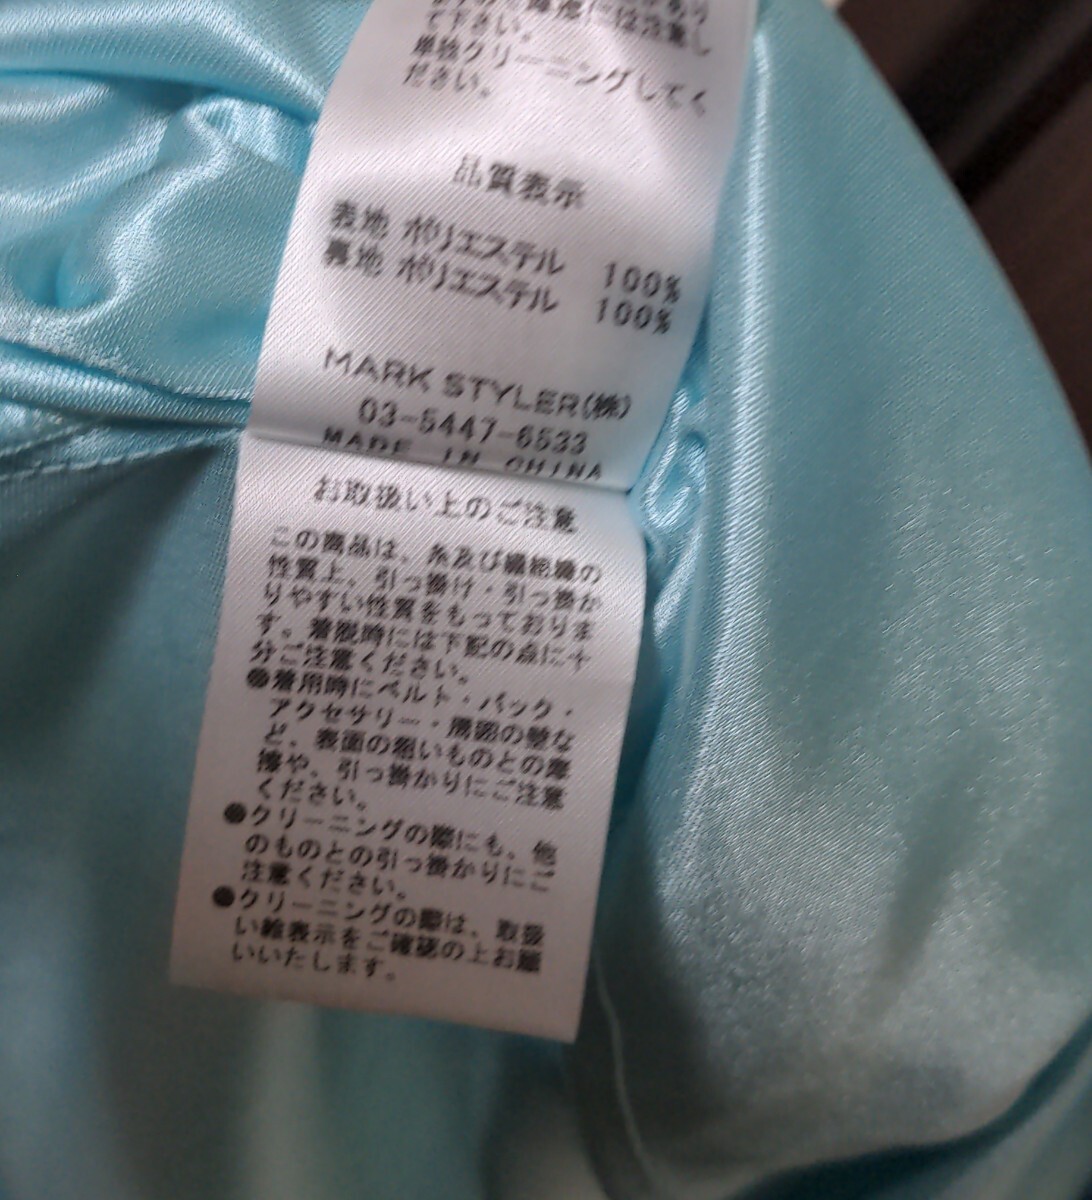 て下さい。
単独クリーニングしてく
ださい。
品質表示
表地 ポリエステル 100%
裏地 ポリエステル 100%
MARK STYLER(株)
03-5447-6533
MADE IN CHINA
お取扱い上のご注意
この商品は、糸及び繊維の
性質上、引っ掛け・引っ掛か
りやすい性質をもっておりま
す。着脱時には下記の点に十
分ご注意ください。
●着用時にベルト・バック・
アクセサリー・周囲の壁な
ど、表面の粗いものとの摩
擦や、引っ掛かりにご注意
ください。
●クリーニングの際にも、他
のものとの引っ掛かりにご
注意ください。
●クリーニングの際は、取扱
い絵表示をご確認の上お願
いいたします。